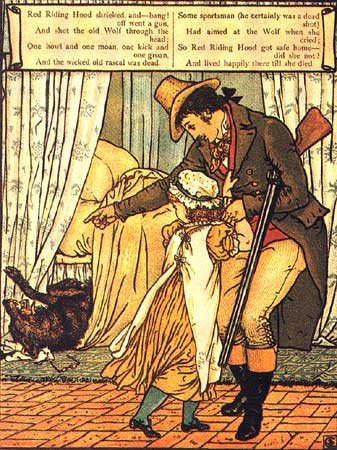 Red Riding Hood shrieked, and—bang!
off went a gun,
And shot the old Wolf through the
head:
One howl and one moan, one kick and
one groan,
And the wicked old rascal was dead.
Some sportsman (he certainly was a dead
shot)
Had aimed at the Wolf when she
cried;
So Red Riding Hood got safe home—
did she not?
And lived happily there till she died.